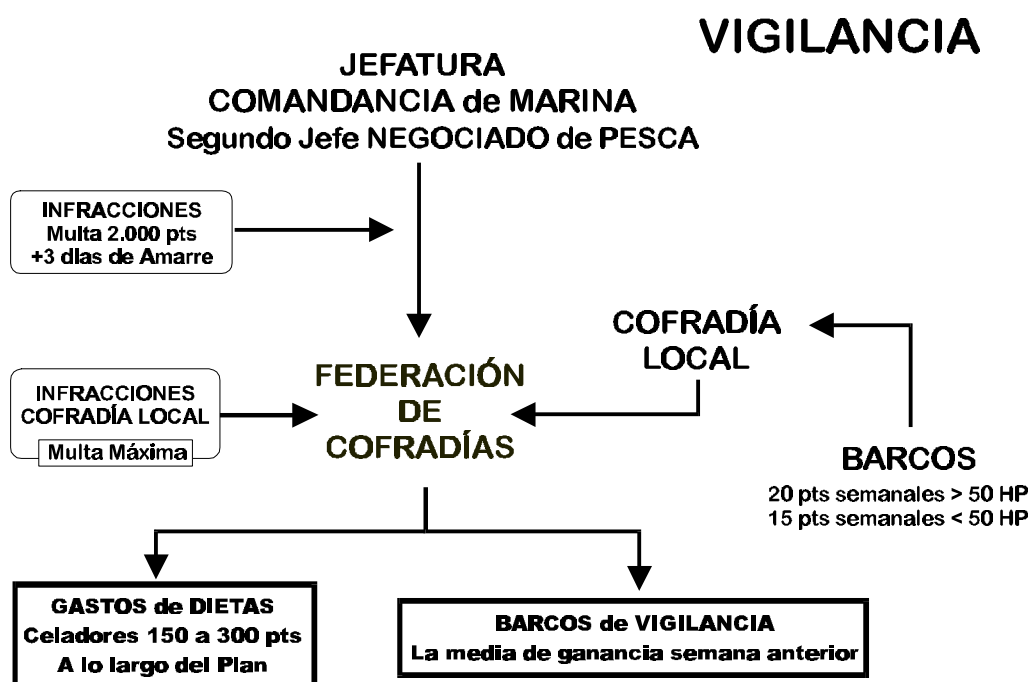 VIGILANCIA
JEFATURA
COMANDANCIA de MARINA
Segundo Jefe NEGOCIADO de PESCA
INFRACCIONES
Multa 2.000 pts
+3 dIas de Amarre
COFRADÍA
LOCAL
FEDERACIÓN
DE
COFRADÍAS
INFRACCIONES
COFRADÍA LOCAL
Multa Máxima
BARCOS
20 pts semanales > 50 HP
15 pts semanales < 50 HP
GASTOS de DIETAS
Celadores 150 a 300 pts
A lo largo del Plan
BARCOS de VIGILANCIA
La media de ganancia semana anterior